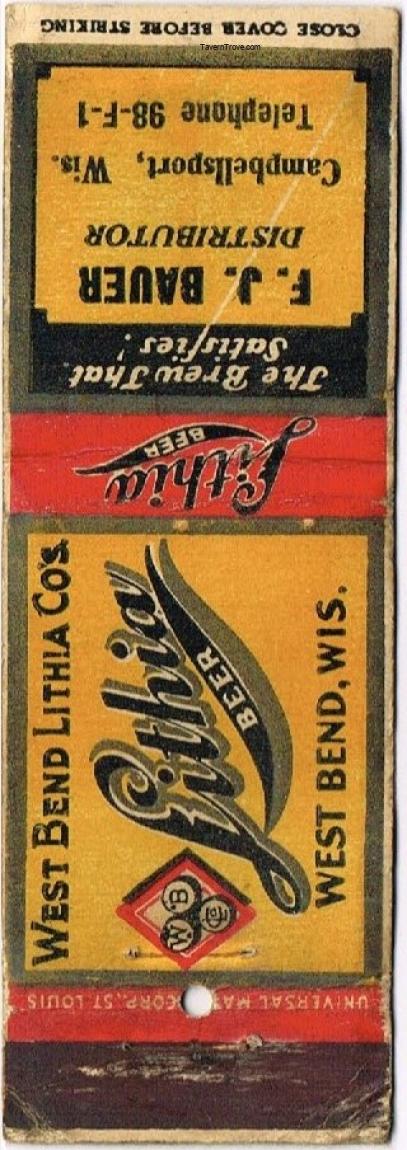 CLOSE COVER BEFORE STRIKING
TavernTrove.com
Telephone 98-F-1
Campbellsport, Wis.
DISTRIBUTOR
F. J. BAUER
The Brew That
Satisfies!
Lithia
BEER
WEST BEND LITHIA CO'S.
Lithia
BEER
WEST BEND, WIS.
W B
UNIVERSAL MA CORP., ST. LOUIS